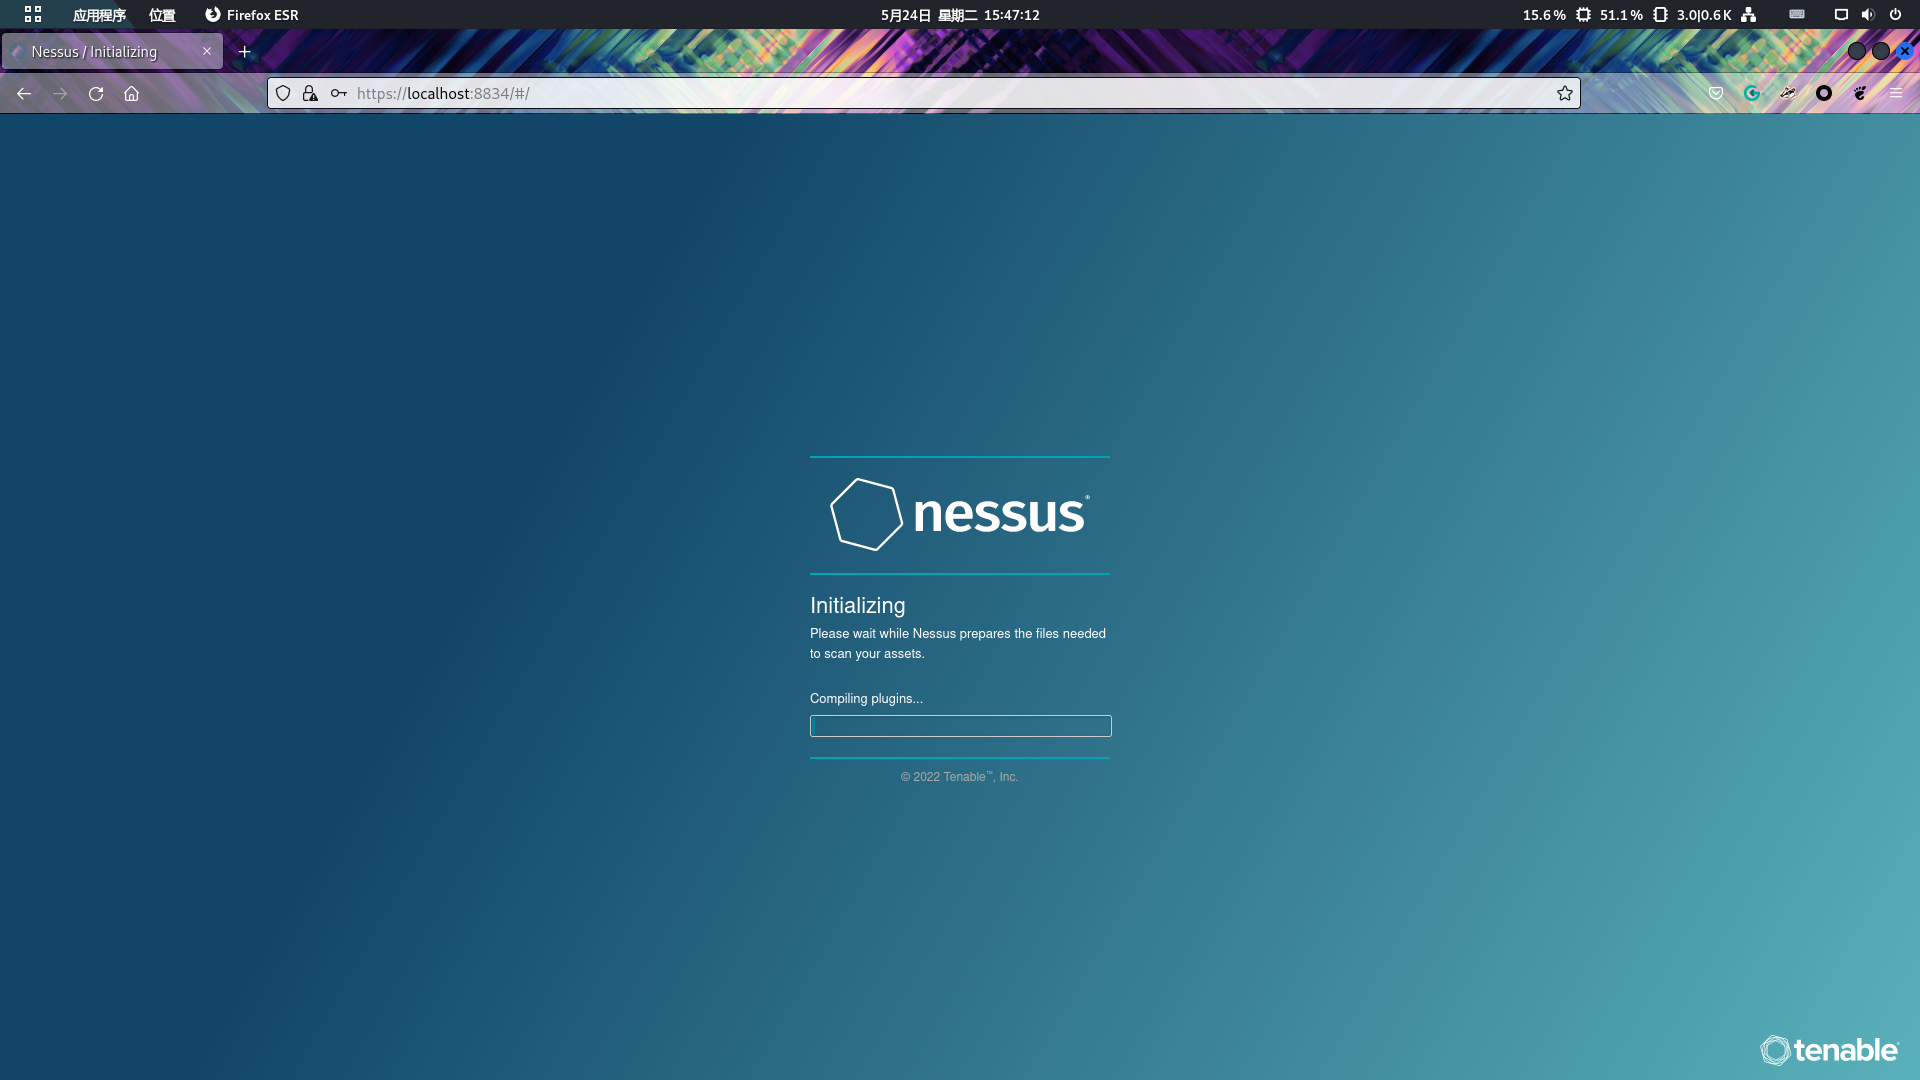 应用程序 位置 Firefox ESR 5月24日 星期二 15:47:12 15.6 % 51.1 % 3.0|0.6 K
Nessus / Initializing
https://localhost:8834/#/
nessus®
Initializing
Please wait while Nessus prepares the files needed
to scan your assets.
Compiling plugins...
© 2022 Tenable™, Inc.
tenable